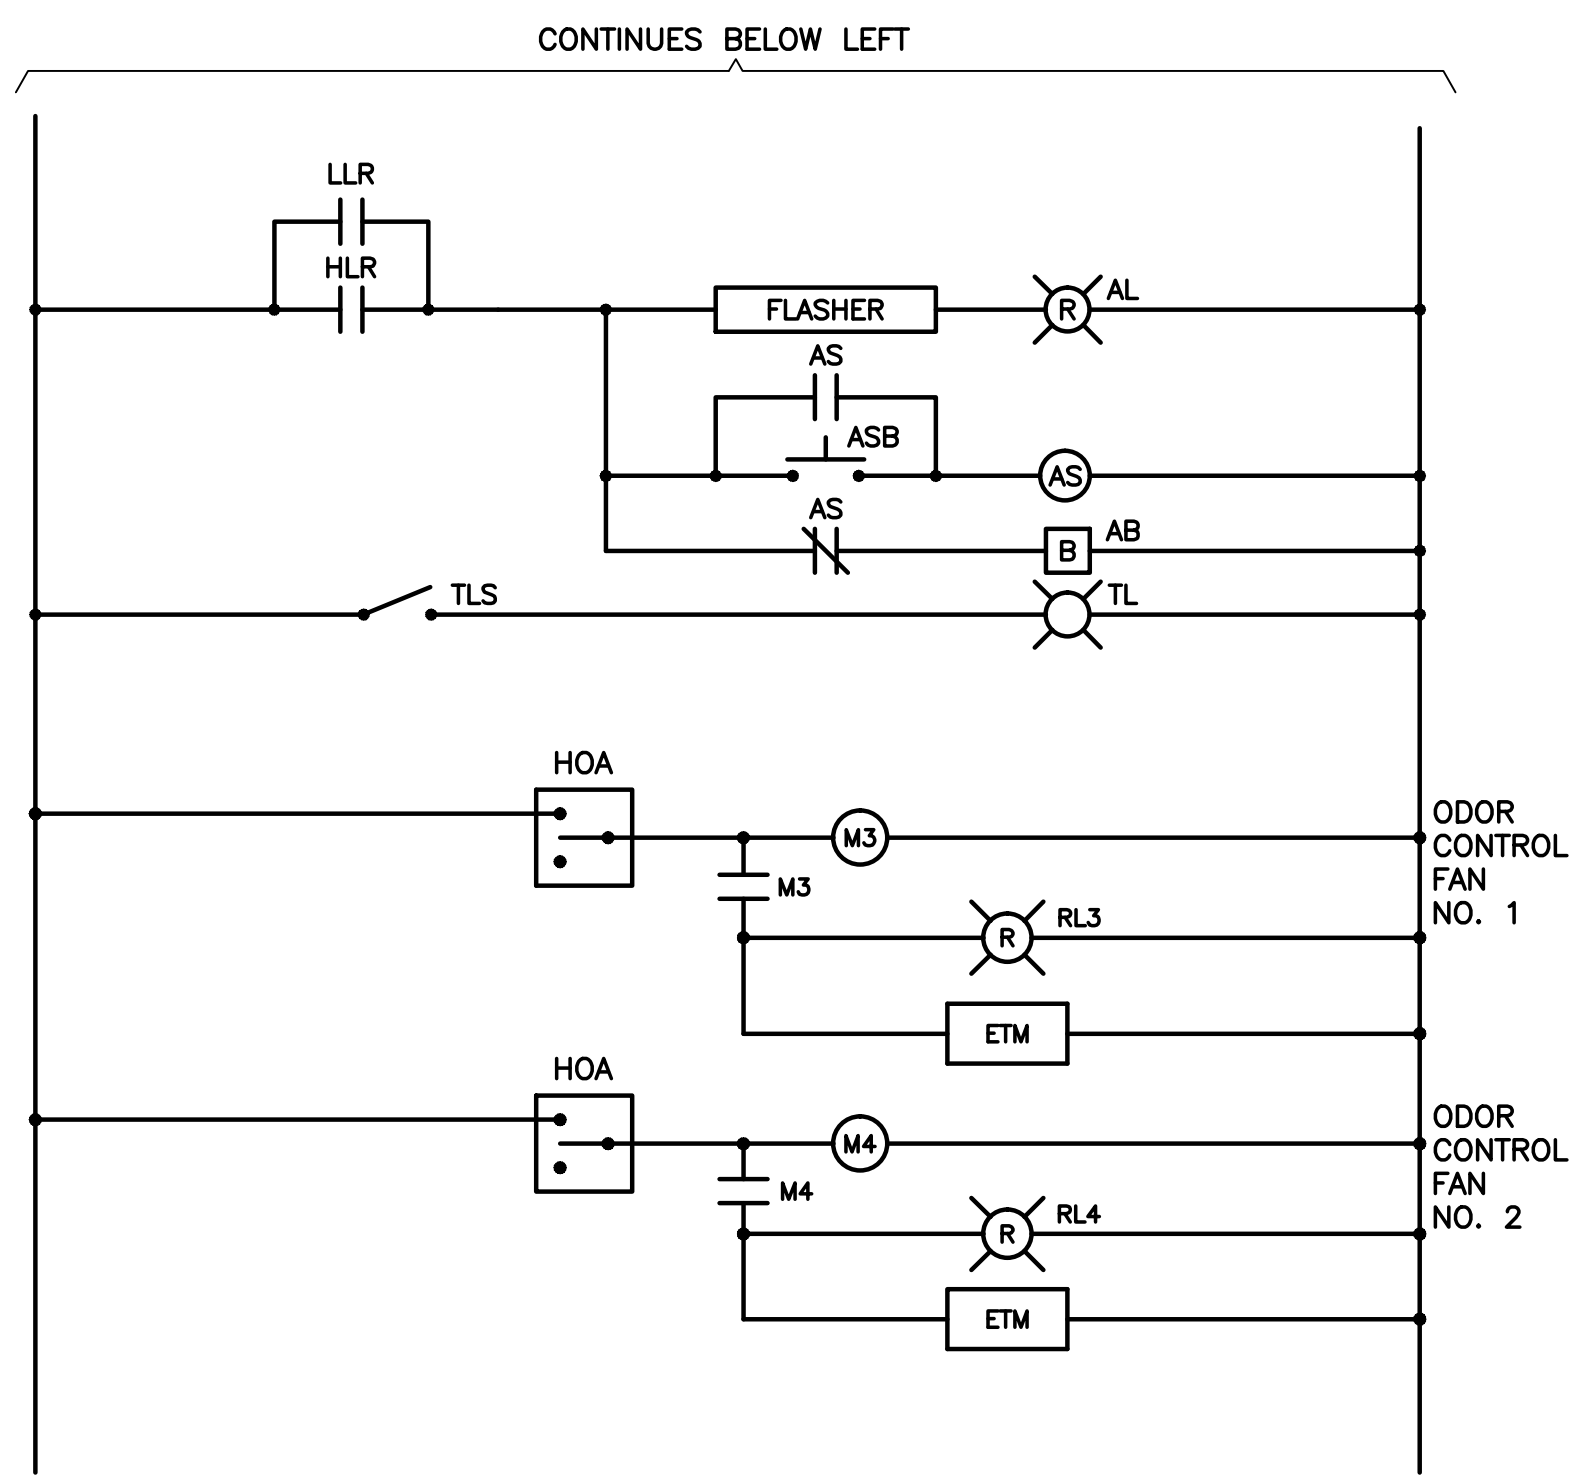 CONTINUES BELOW LEFT
LLR
HLR
FLASHER
R
AL
AS
ASB
AS
AS
B
AB
TLS
TL
HOA
M3
M3
R
RL3
ETM
ODOR
CONTROL
FAN
NO. 1
HOA
M4
M4
R
RL4
ETM
ODOR
CONTROL
FAN
NO. 2